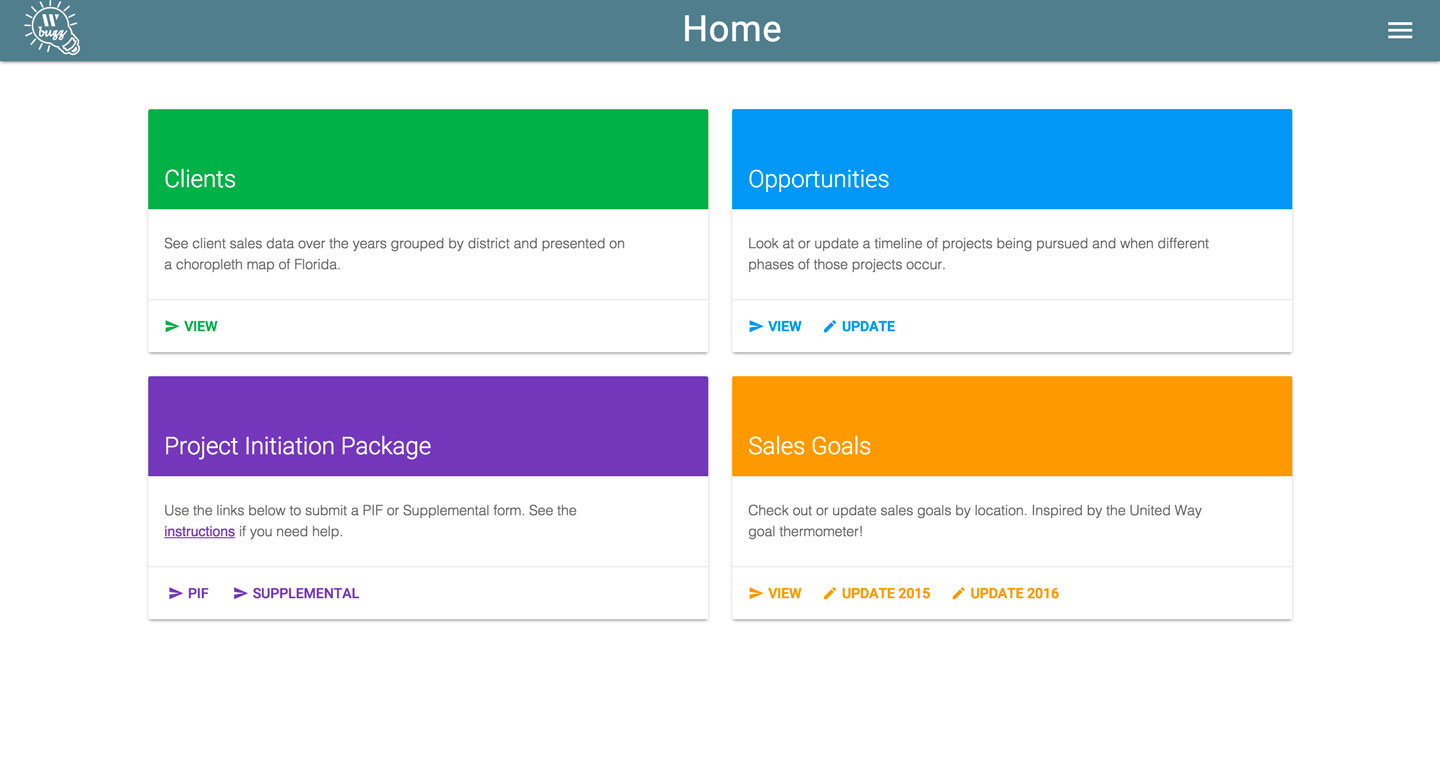 W
buzz
Home
Clients
See client sales data over the years grouped by district and presented on
a choropleth map of Florida.
VIEW
Opportunities
Look at or update a timeline of projects being pursued and when different
phases of those projects occur.
VIEW UPDATE
Project Initiation Package
Use the links below to submit a PIF or Supplemental form. See the
instructions if you need help.
PIF SUPPLEMENTAL
Sales Goals
Check out or update sales goals by location. Inspired by the United Way
goal thermometer!
VIEW UPDATE 2015 UPDATE 2016